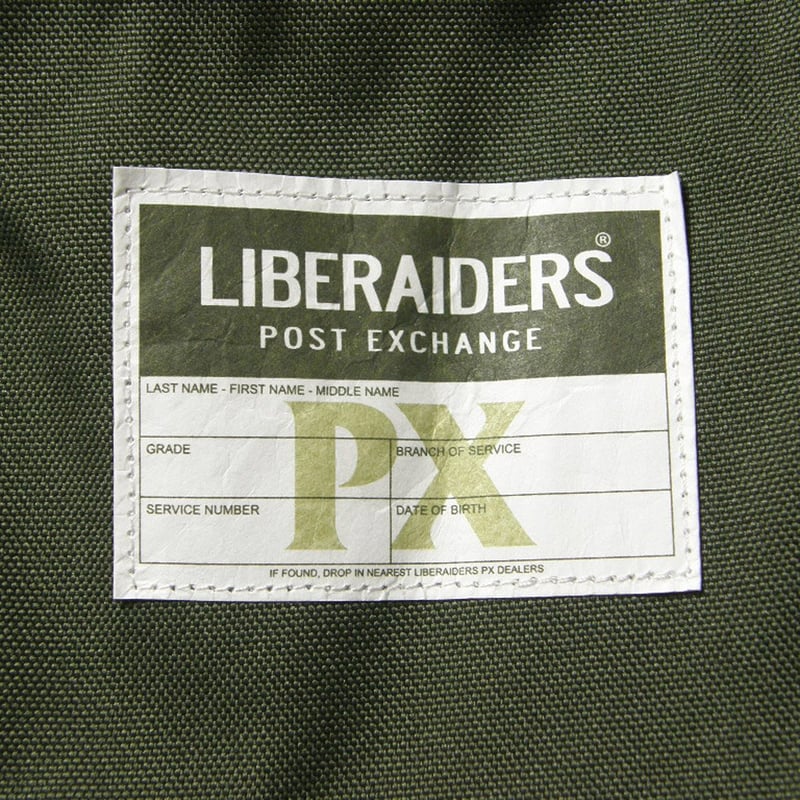 LIBERAIDERS®
POST EXCHANGE
LAST NAME - FIRST NAME - MIDDLE NAME
PX
GRADE
BRANCH OF SERVICE
SERVICE NUMBER
DATE OF BIRTH
IF FOUND, DROP IN NEAREST LIBERAIDERS PX DEALERS